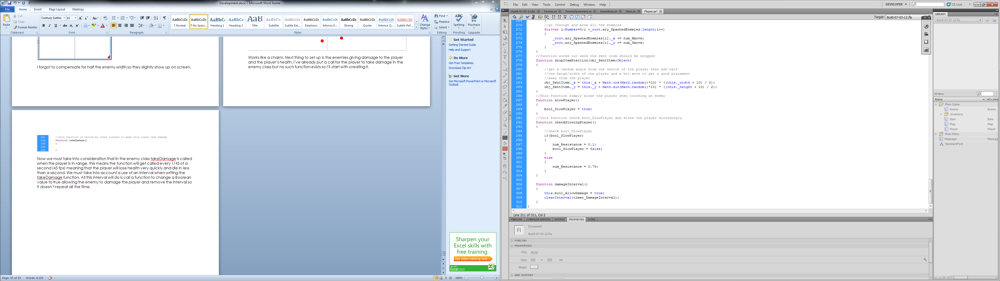 Development.docx - Microsoft Word Starter
File Home Insert Page Layout Mailings
Cut
Copy
Format Painter
Paste
Clipboard
Century Gothic 11
Font
Paragraph
AaBbCcDc AaBbCcDc AaBbC AaBbCc AaB AaBbCc. AaBbCcDc AaBbCcDc AaBbCcDc AaBbCcDc AaBbCcDc AaBbCcDc AABBCCDD
¶ Normal ¶ No Spaci... Heading 1 Heading 2 Title Subtitle Subtle Em... Emphasis Intense E... Strong Quote Intense Q... Subtle Ref...
Styles
Change Styles
Find
Replace
Select
Editing
Spelling
Proofing
Purchase
Upgrade
I forgot to compensate for half the enemy width so they slightly show up on screen.
Works like a charm. Next thing to set up is the enemies giving damage to the player
and the player's health. I've already put a call for the player to take damage in the
enemy class but no such function exists so I'll start with creating it.
231 //this function is called by other classes to make this class take damage
232 function takeDamage()
233 {
234
235 }
Now we must take into consideration that in the enemy class takeDamage is called
when the player is in range, this means the function will get called every 1/45 of a
second (45 fps) meaning that the player will lose health very quickly and die in less
than a second. We must take into account a use of an interval when writing the
takeDamage function. All this interval will do is call a function to change a Boolean
value to true allowing the enemy to damage the player and remove the interval so
it doesn't repeat all the time.
Get Started
Getting Started Guide
Help and Support
Do More
Get Free Templates
Download Clip Art
Get More
Get Microsoft PowerPoint or Microsoft
Outlook
Sharpen your
Excel skills with
free training.
Get video training now >
Microsoft
Excel 2010
Page: 53 of 53 Words: 4,133
100%
Fl File Edit View Tools Control Debug Window Help
DEVELOPER
CS Live
Build-07-03-12.fla Enemy.as EnemySpawning.as Inventory.as Item.as Player.as*
Target: Build-07-03-12.fla
269 }
270 //go through and move all the enemies
271 for(var i:Number=0;i <_root.ary_SpawnedEnemies.length;i++)
272 {
273 _root.ary_SpawnedEnemies[i]._x += num_Xmove;
274 _root.ary_SpawnedEnemies[i]._y += num_Ymove;
275 }
276 }
277 //function works out were the sent item should be dropped
278 function dropItemPosition(obj_SentItem:Object)
279 {
280 //get a random angle from the centre of the player then add half
281 //the heigh/width of the player and a bit more to get a good placement
282 //away from the player
283 obj_SentItem._x = this._x + Math.cos(Math.random()*10) * ((this._width + 10) / 2);
284 obj_SentItem._y = this._y + Math.sin(Math.random()*10) * ((this._height + 10) / 2);
285 }
286 //This function simply slows the player when touching an enemy
287 function slowPlayer()
288 {
289 bool_SlowPlayer = true;
290 }
291 //this function check bool_SlowPlayer and slows the player accordingly
292 function checkSlowingPlayer()
293 {
294 //check bool_SlowPlayer
295 if(bool_SlowPlayer)
296 {
297 num_Resistance = 0.1;
298 bool_SlowPlayer = false;
299 }
300 else
301 {
302 num_Resistance = 0.75;
303 }
304 }
305
306 function damageInterval()
307 {
308 this.bool_AllowDamage = true;
309 clearInterval(timer_DamageInterval);
310 }
311 }
Line 311 of 311, Col 2
TIMELINE COMPILER ERRORS OUTPUT PROPERTIES SCENE
Fl
Document
Build-07-03-12.fla
PUBLISH
PROPERTIES
FPS: 45.00
Size: 550 x 550 px
Stage:
SWF HISTORY
LIBRARY
Build-07-03-12.fla
69 items
Name AS Linka
Main Game
Enemy Enemy
Inventory
Item Item
Map Map
Player Player
Main Menu
Message Messag
StandardFont